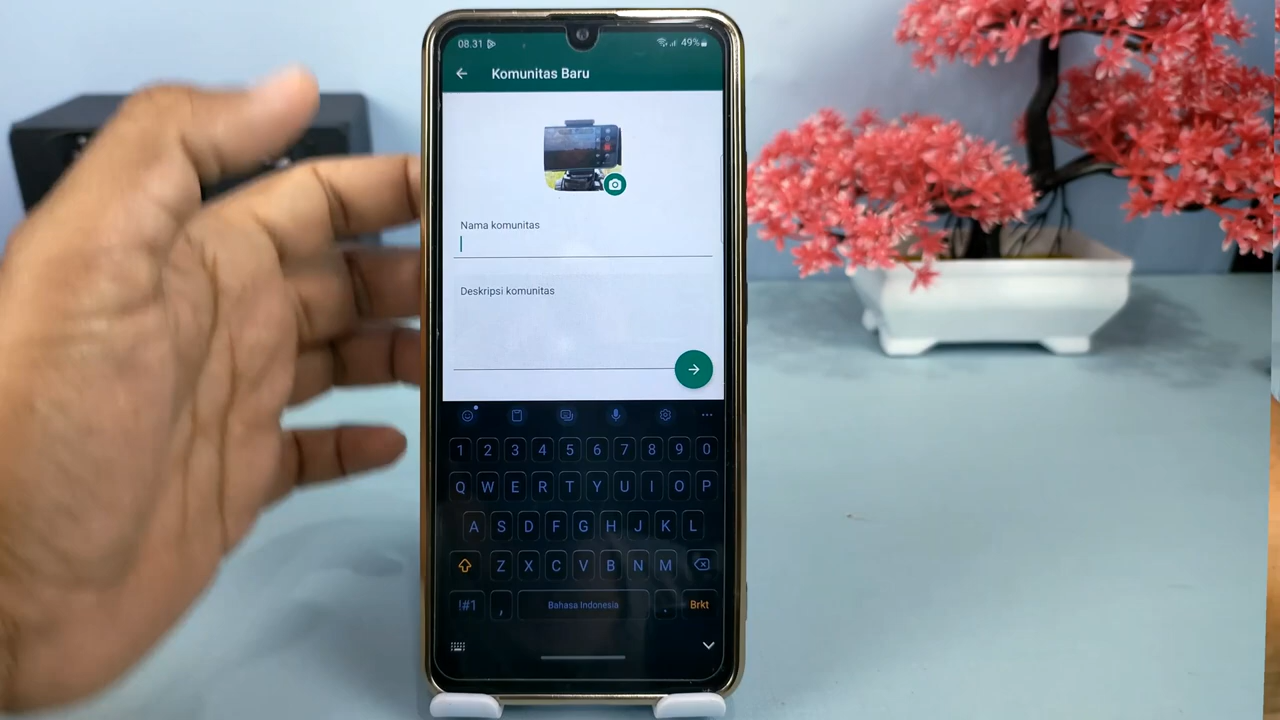 08.31 49%
Komunitas Baru
Nama komunitas
Deskripsi komunitas
1 2 3 4 5 6 7 8 9 0
Q W E R T Y U I O P
A S D F G H J K L
Z X C V B N M
!#1 , Bahasa Indonesia . Brkt